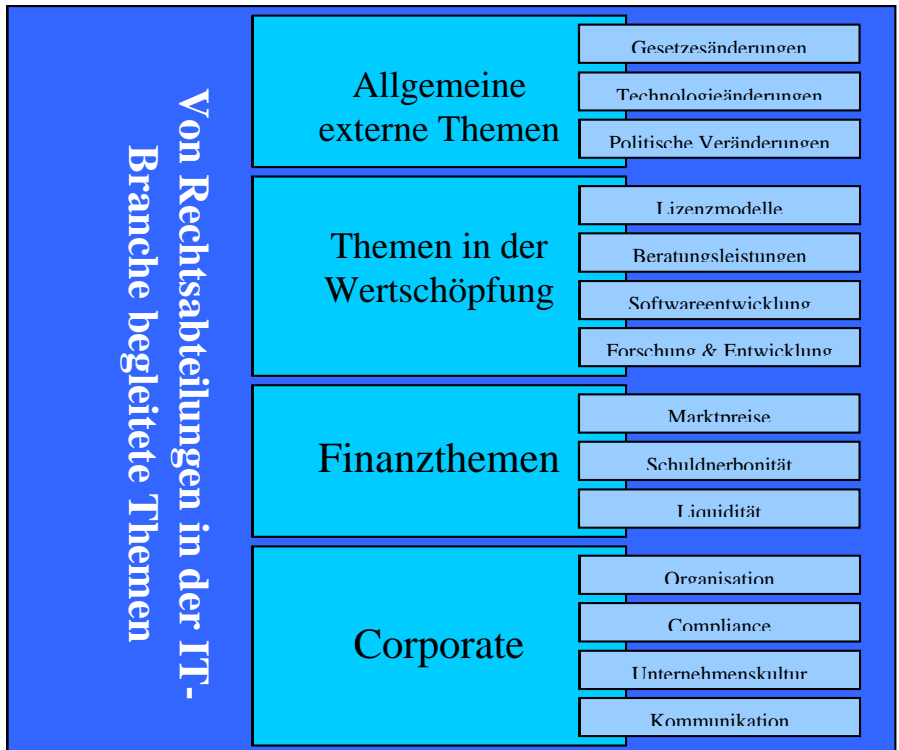 Von Rechtsabteilungen in der IT-
Branche begleitete Themen
Allgemeine
externe Themen
Gesetzesänderungen
Technologieänderungen
Politische Veränderungen
Themen in der
Wertschöpfung
Lizenzmodelle
Beratungsleistungen
Softwareentwicklung
Forschung & Entwicklung
Finanzthemen
Marktpreise
Schuldnerbonität
Liquidität
Corporate
Organisation
Compliance
Unternehmenskultur
Kommunikation